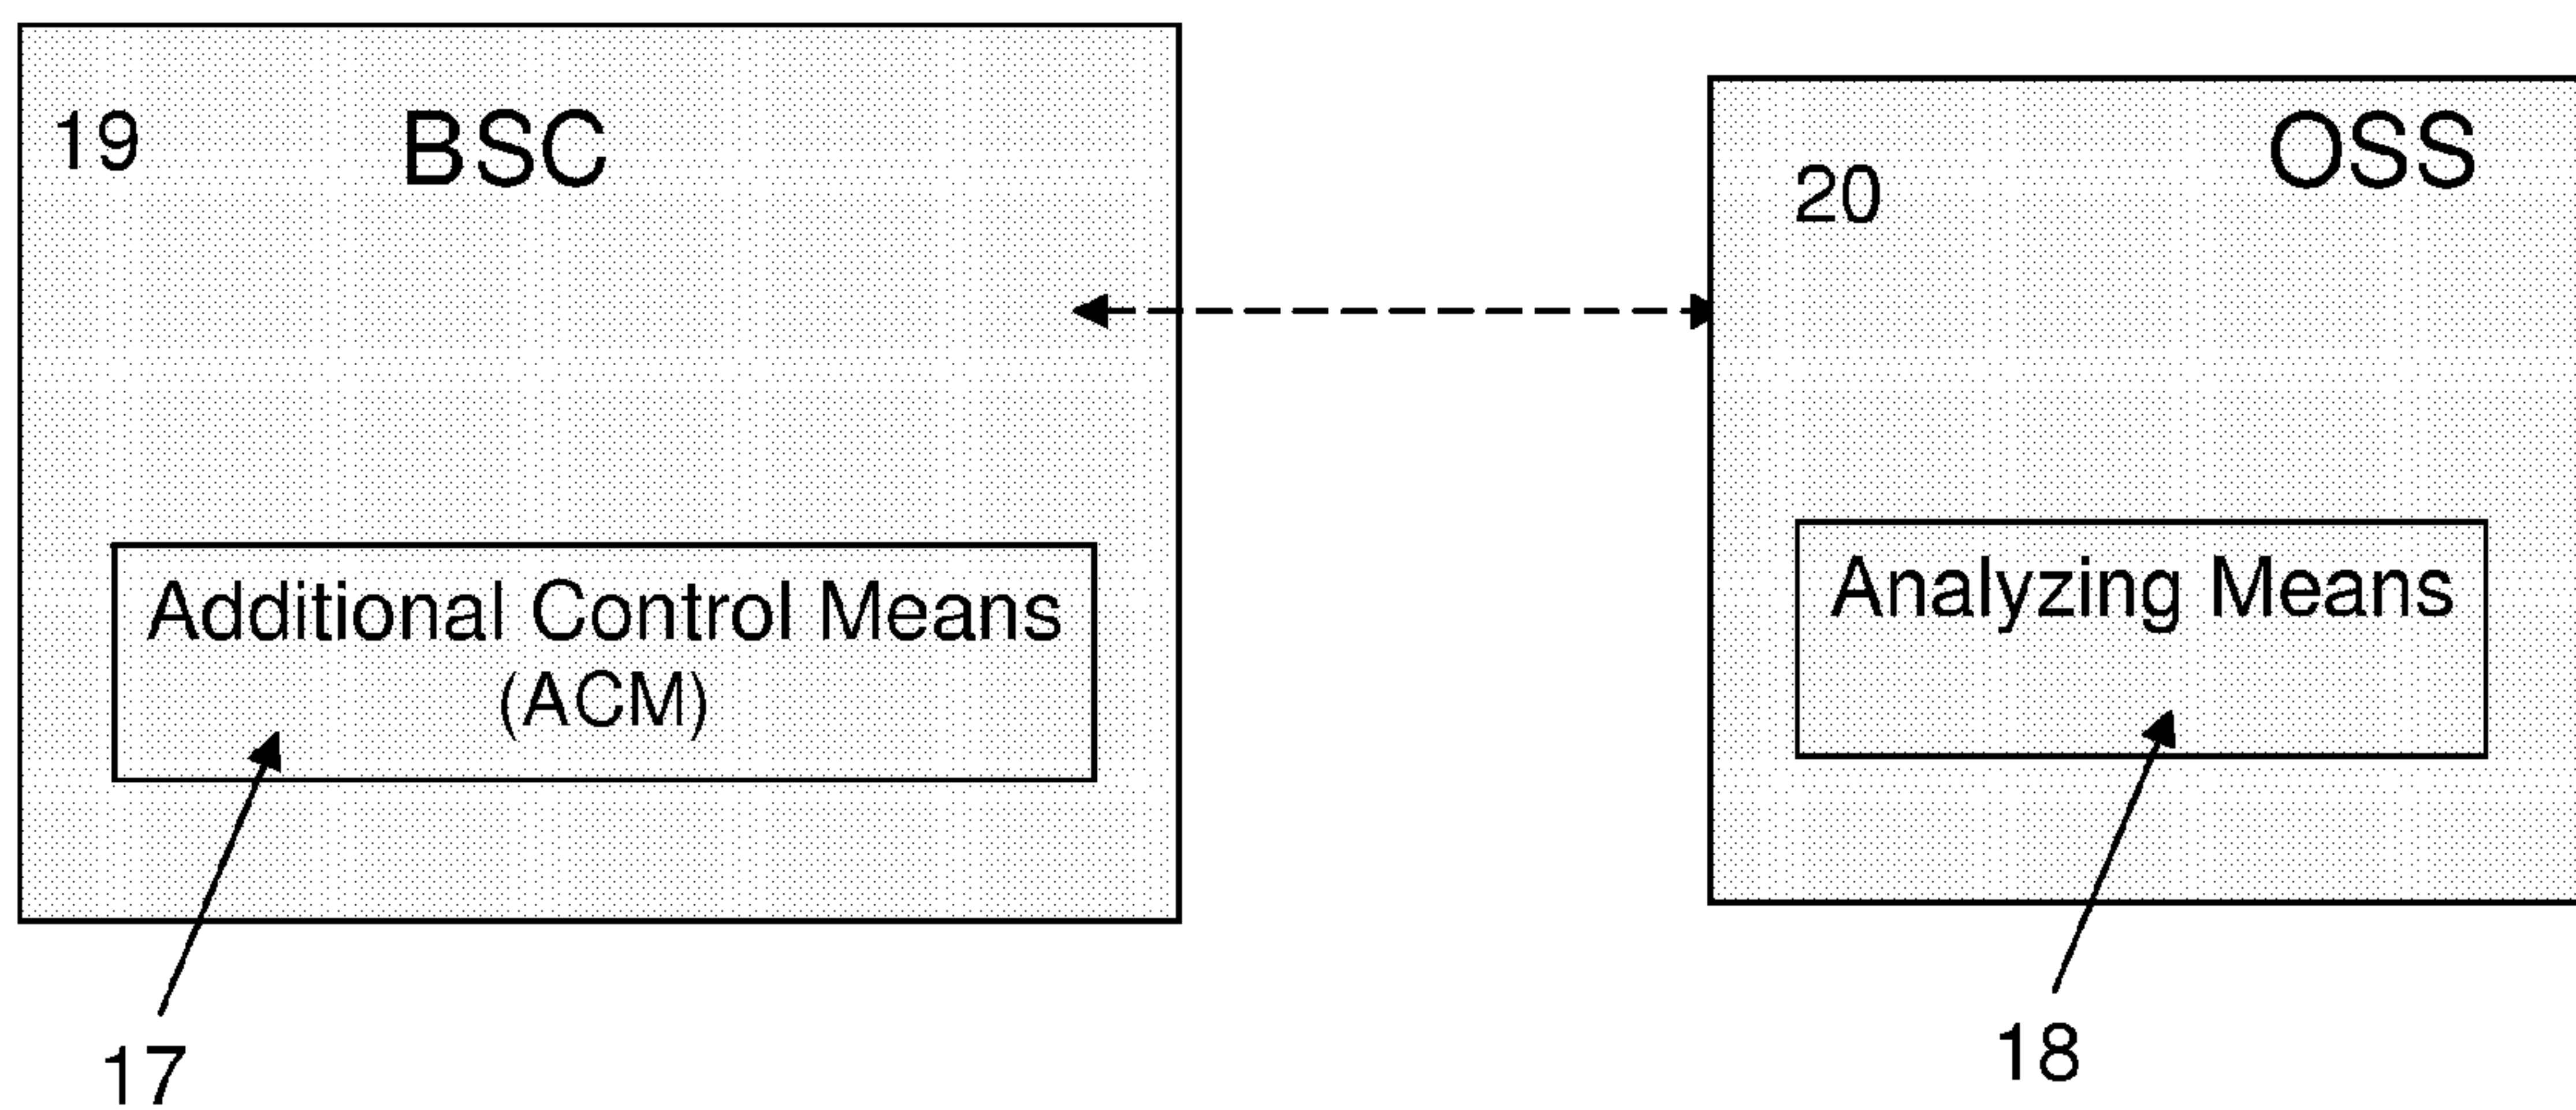 19
BSC
Additional Control Means
(ACM)
17
20
OSS
Analyzing Means
18